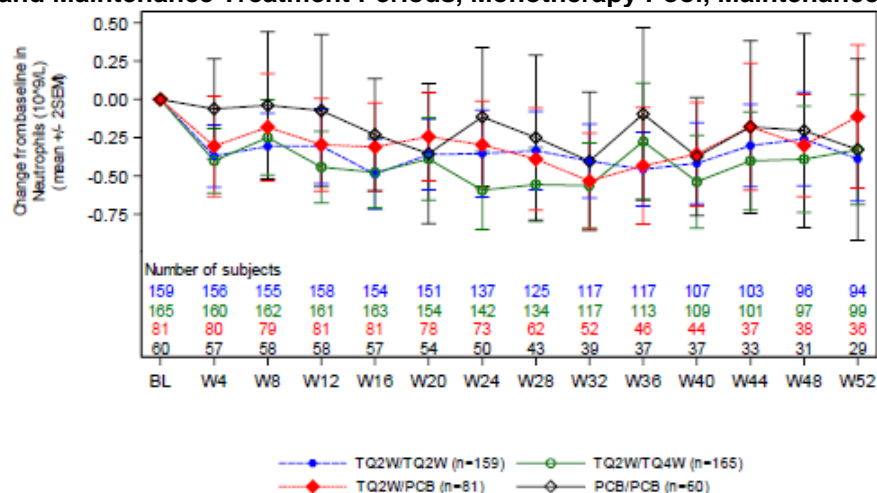 and Maintenance Treatment Periods, Monotherapy Pool, Maintenance
Change from baseline in
Neutrophils (10^9/L)
(mean +/- 2SEM)
0.50
0.25
0.00
-0.25
-0.50
-0.75
Number of subjects
159 156 155 158 154 151 137 125 117 117 107 103 96 94
165 160 162 161 163 154 142 134 117 113 109 101 97 99
81 80 79 81 81 78 73 62 52 46 44 37 38 36
60 57 58 58 57 54 50 43 39 37 37 33 31 29
BL W4 W8 W12 W16 W20 W24 W28 W32 W36 W40 W44 W48 W52
TQ2W/TQ2W (n=159) TQ2W/TQ4W (n=165)
TQ2W/PCB (n=81) PCB/PCB (n=60)